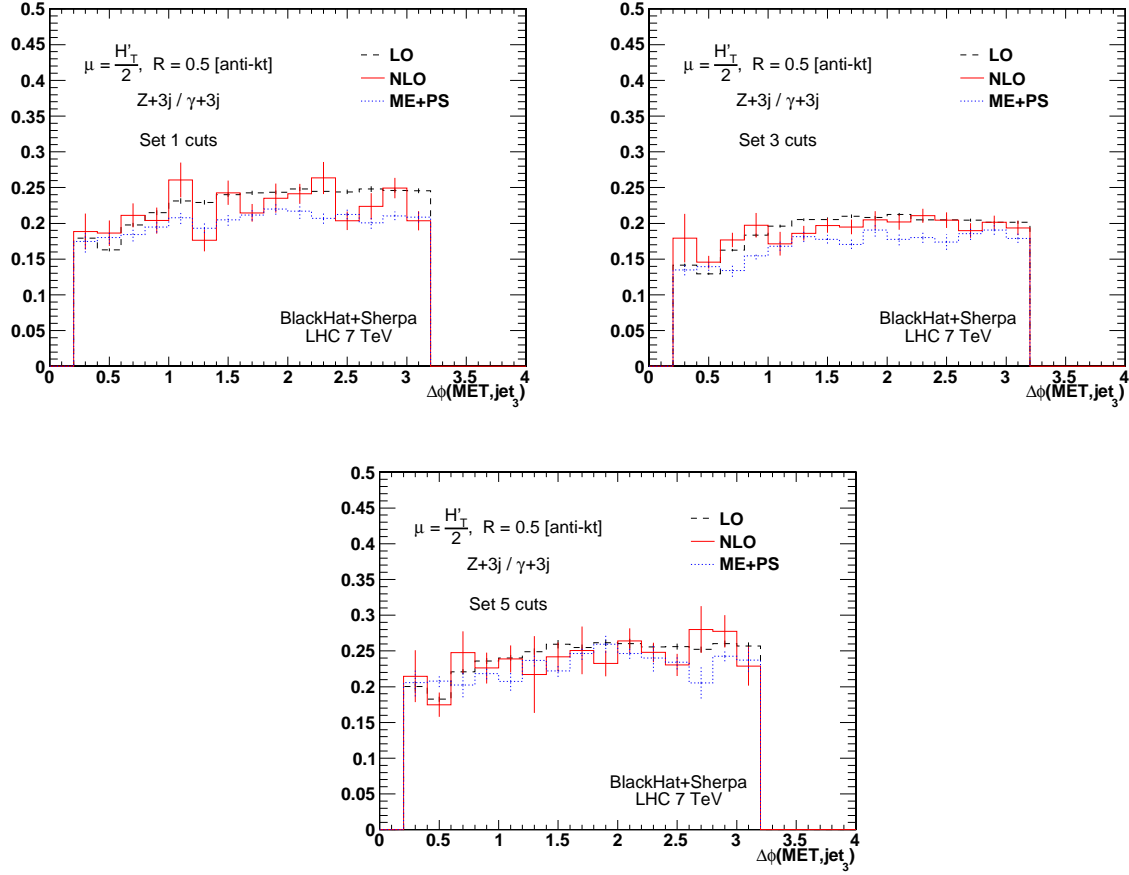 0.5
0.45
0.4
0.35
0.3
0.25
0.2
0.15
0.1
0.05
0
μ = H'_T/2, R = 0.5 [anti-kt]
Z+3j / γ+3j
Set 1 cuts
LO
NLO
ME+PS
BlackHat+Sherpa
LHC 7 TeV
0 0.5 1 1.5 2 2.5 3 3.5 4
Δϕ(MET,jet_3)
0.5
0.45
0.4
0.35
0.3
0.25
0.2
0.15
0.1
0.05
0
μ = H'_T/2, R = 0.5 [anti-kt]
Z+3j / γ+3j
Set 3 cuts
LO
NLO
ME+PS
BlackHat+Sherpa
LHC 7 TeV
0 0.5 1 1.5 2 2.5 3 3.5 4
Δϕ(MET,jet_3)
0.5
0.45
0.4
0.35
0.3
0.25
0.2
0.15
0.1
0.05
0
μ = H'_T/2, R = 0.5 [anti-kt]
Z+3j / γ+3j
Set 5 cuts
LO
NLO
ME+PS
BlackHat+Sherpa
LHC 7 TeV
0 0.5 1 1.5 2 2.5 3 3.5 4
Δϕ(MET,jet_3)